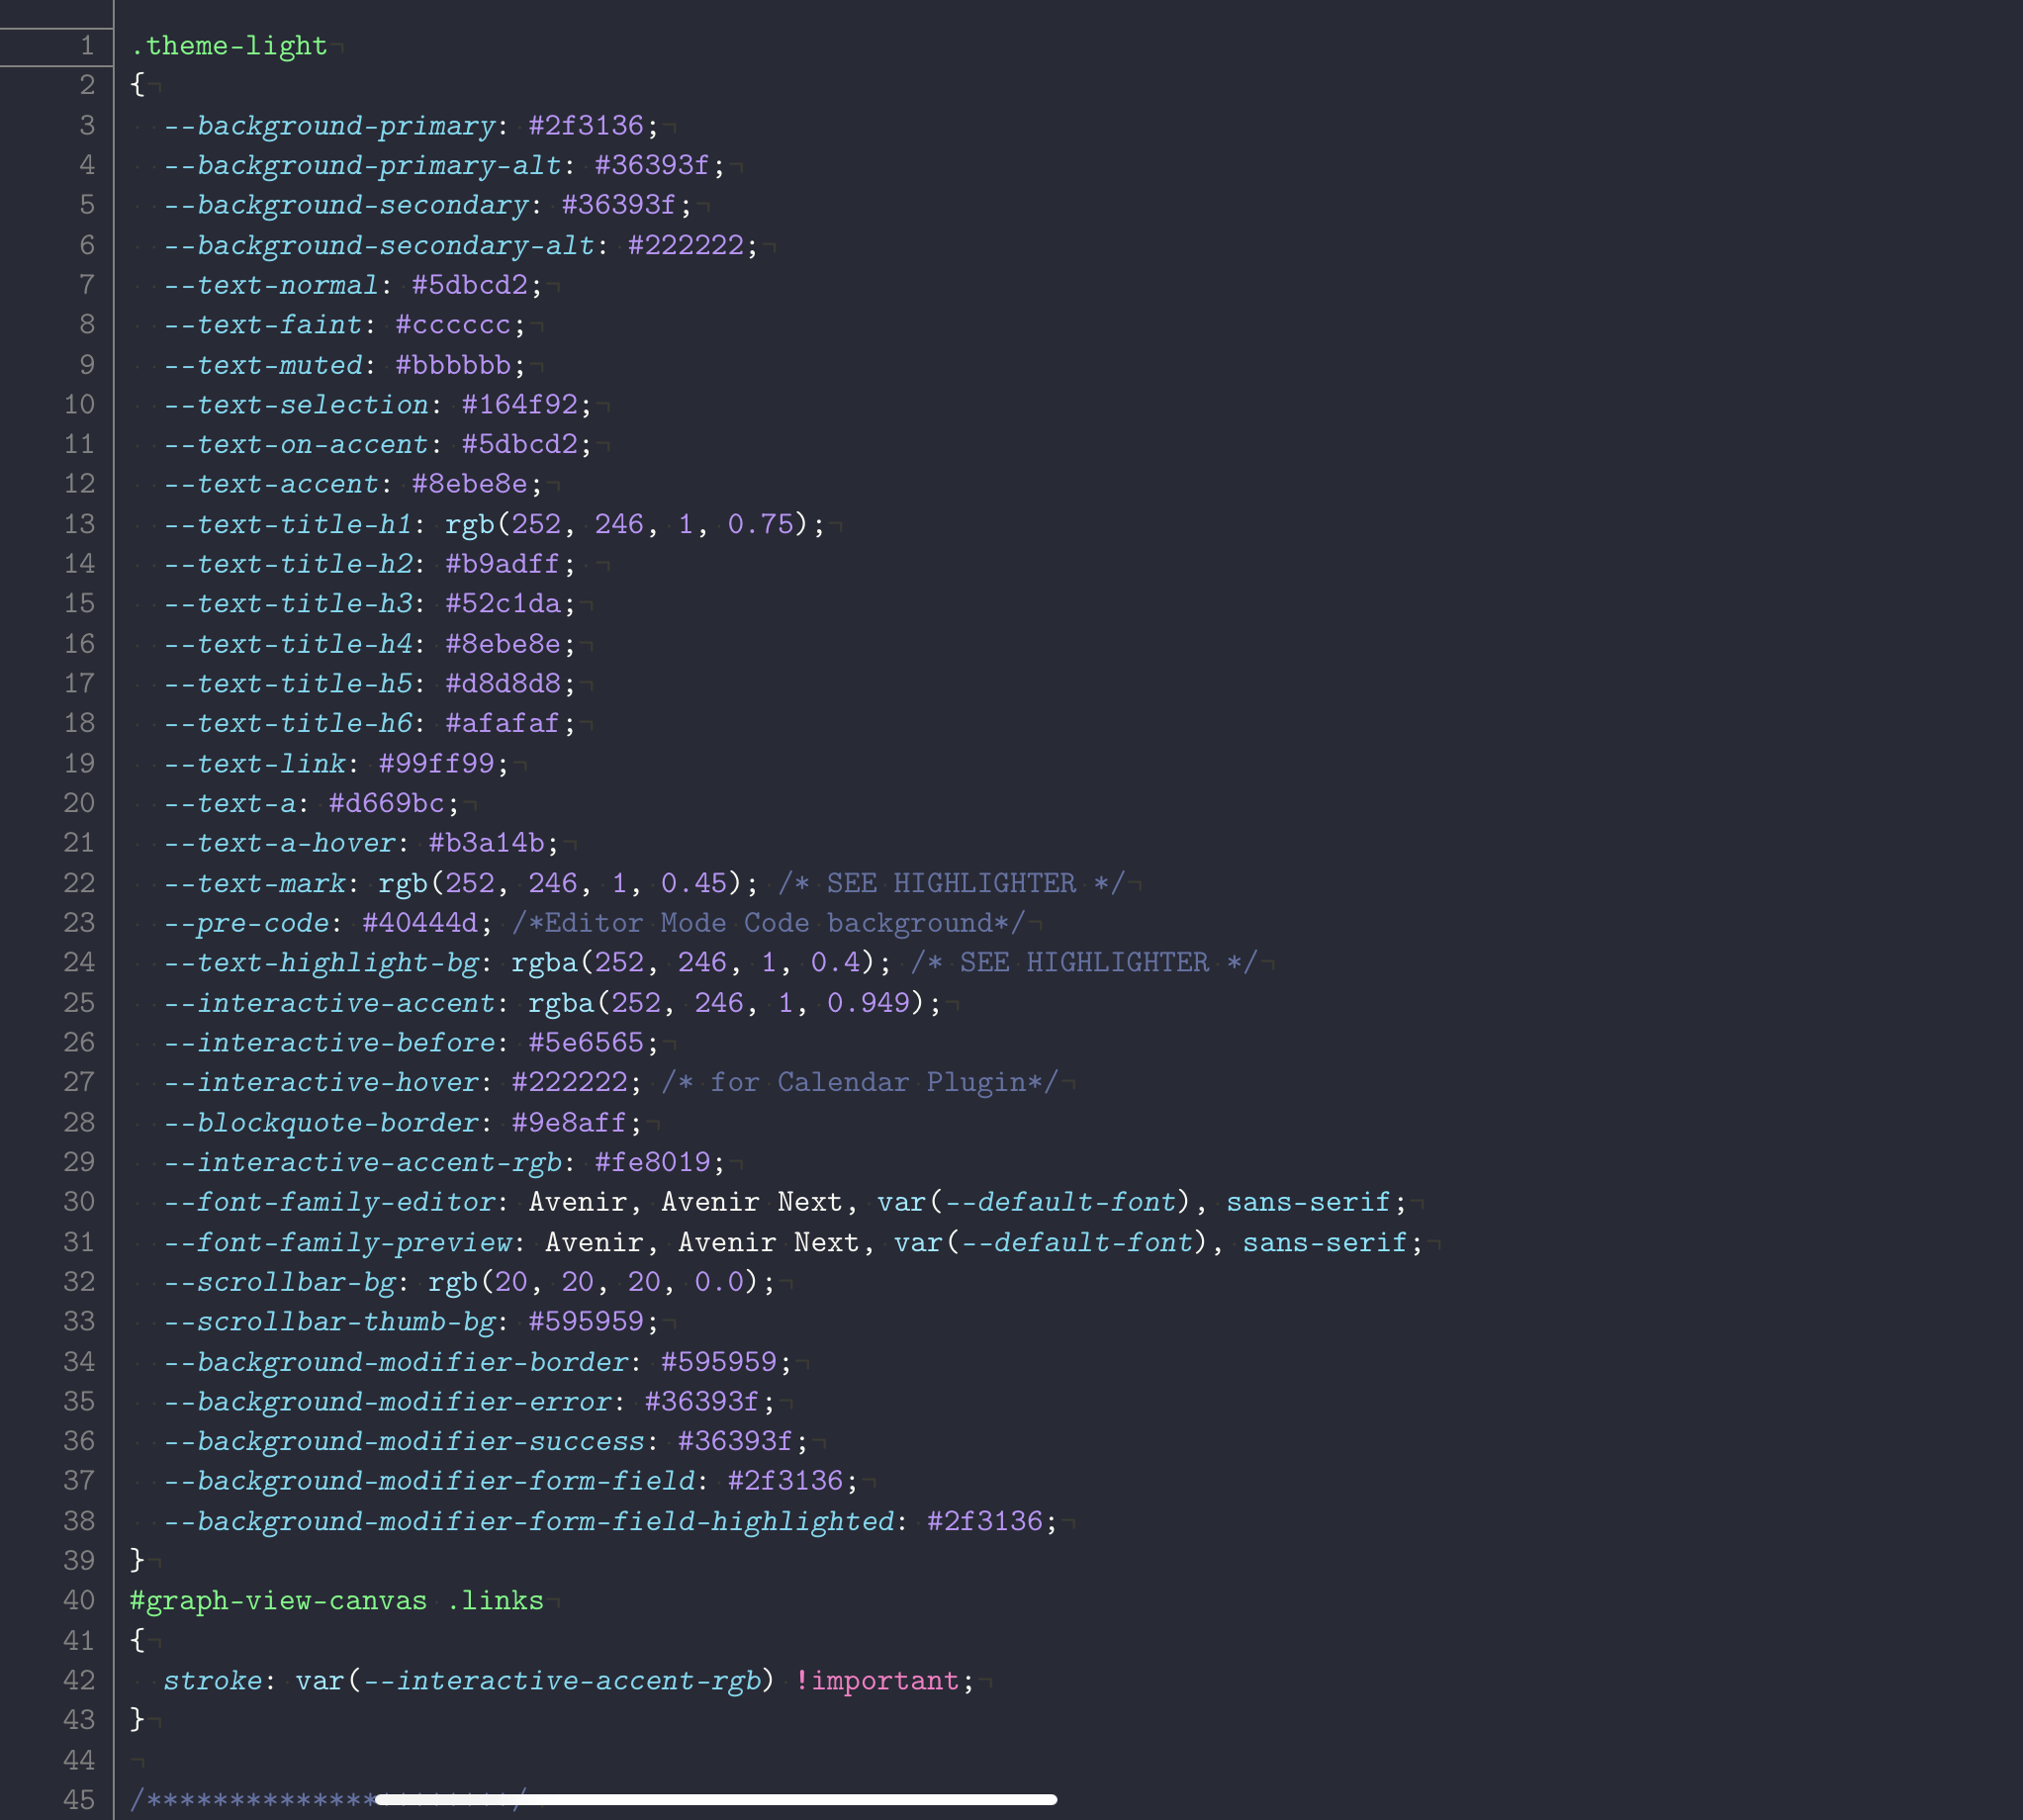 1 .theme-light¬
2 {¬
3 --background-primary: #2f3136;¬
4 --background-primary-alt: #36393f;¬
5 --background-secondary: #36393f;¬
6 --background-secondary-alt: #222222;¬
7 --text-normal: #5dbcd2;¬
8 --text-faint: #cccccc;¬
9 --text-muted: #bbbbbb;¬
10 --text-selection: #164f92;¬
11 --text-on-accent: #5dbcd2;¬
12 --text-accent: #8ebe8e;¬
13 --text-title-h1: rgb(252, 246, 1, 0.75);¬
14 --text-title-h2: #b9adff; ¬
15 --text-title-h3: #52c1da;¬
16 --text-title-h4: #8ebe8e;¬
17 --text-title-h5: #d8d8d8;¬
18 --text-title-h6: #afafaf;¬
19 --text-link: #99ff99;¬
20 --text-a: #d669bc;¬
21 --text-a-hover: #b3a14b;¬
22 --text-mark: rgb(252, 246, 1, 0.45); /* SEE HIGHLIGHTER */¬
23 --pre-code: #40444d; /*Editor Mode Code background*/¬
24 --text-highlight-bg: rgba(252, 246, 1, 0.4); /* SEE HIGHLIGHTER */¬
25 --interactive-accent: rgba(252, 246, 1, 0.949);¬
26 --interactive-before: #5e6565;¬
27 --interactive-hover: #222222; /* for Calendar Plugin*/¬
28 --blockquote-border: #9e8aff;¬
29 --interactive-accent-rgb: #fe8019;¬
30 --font-family-editor: Avenir, Avenir Next, var(--default-font), sans-serif;¬
31 --font-family-preview: Avenir, Avenir Next, var(--default-font), sans-serif;¬
32 --scrollbar-bg: rgb(20, 20, 20, 0.0);¬
33 --scrollbar-thumb-bg: #595959;¬
34 --background-modifier-border: #595959;¬
35 --background-modifier-error: #36393f;¬
36 --background-modifier-success: #36393f;¬
37 --background-modifier-form-field: #2f3136;¬
38 --background-modifier-form-field-highlighted: #2f3136;¬
39 }¬
40 #graph-view-canvas .links¬
41 {¬
42 stroke: var(--interactive-accent-rgb) !important;¬
43 }¬
44 ¬
45 /**********************/